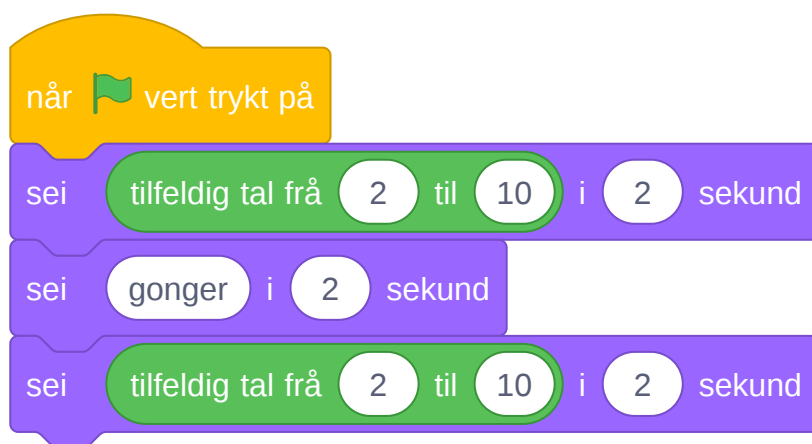 når vert trykt på
sei tilfeldig tal frå 2 til 10 i 2 sekund
sei gonger i 2 sekund
sei tilfeldig tal frå 2 til 10 i 2 sekund